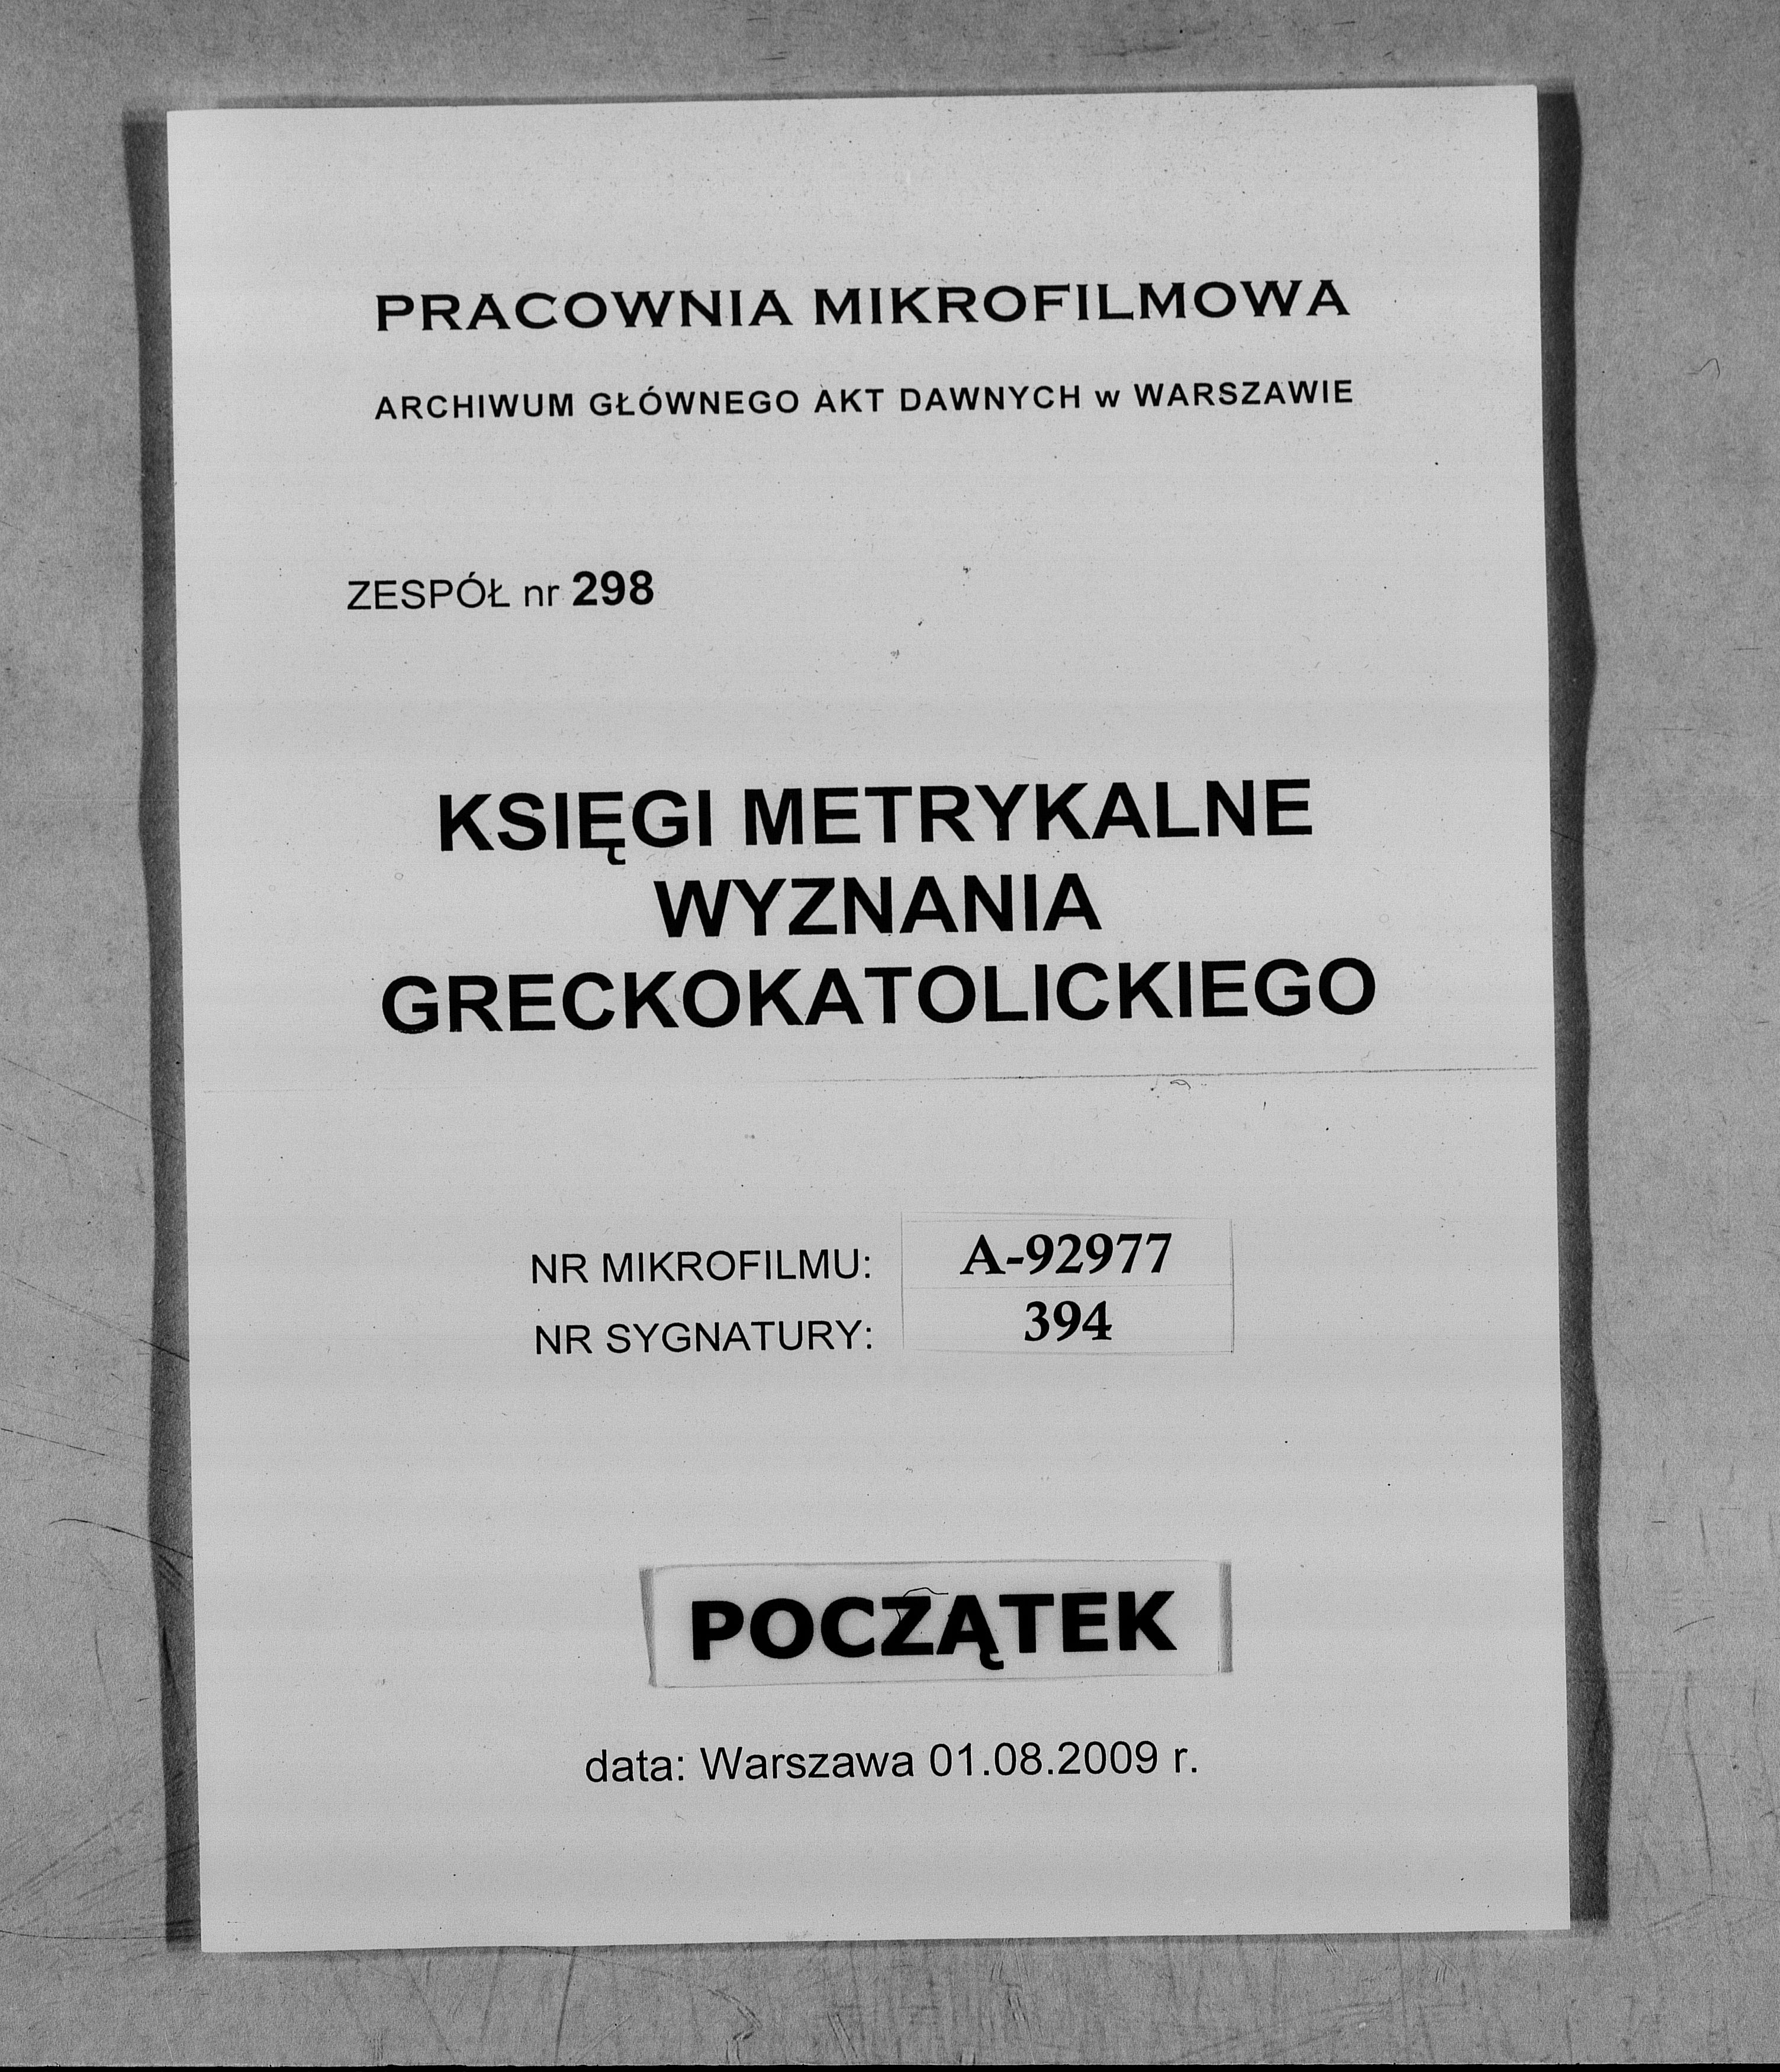 PRACOWNIA MIKROFILMOWA
ARCHIWUM GŁÓWNEGO AKT DAWNYCH w WARSZAWIE
ZESPÓŁ nr 298
KSIĘGI METRYKALNE
WYZNANIA
GRECKOKATOLICKIEGO
NR MIKROFILMU: A-92977
NR SYGNATURY: 394
POCZĄTEK
data: Warszawa 01.08.2009 r.